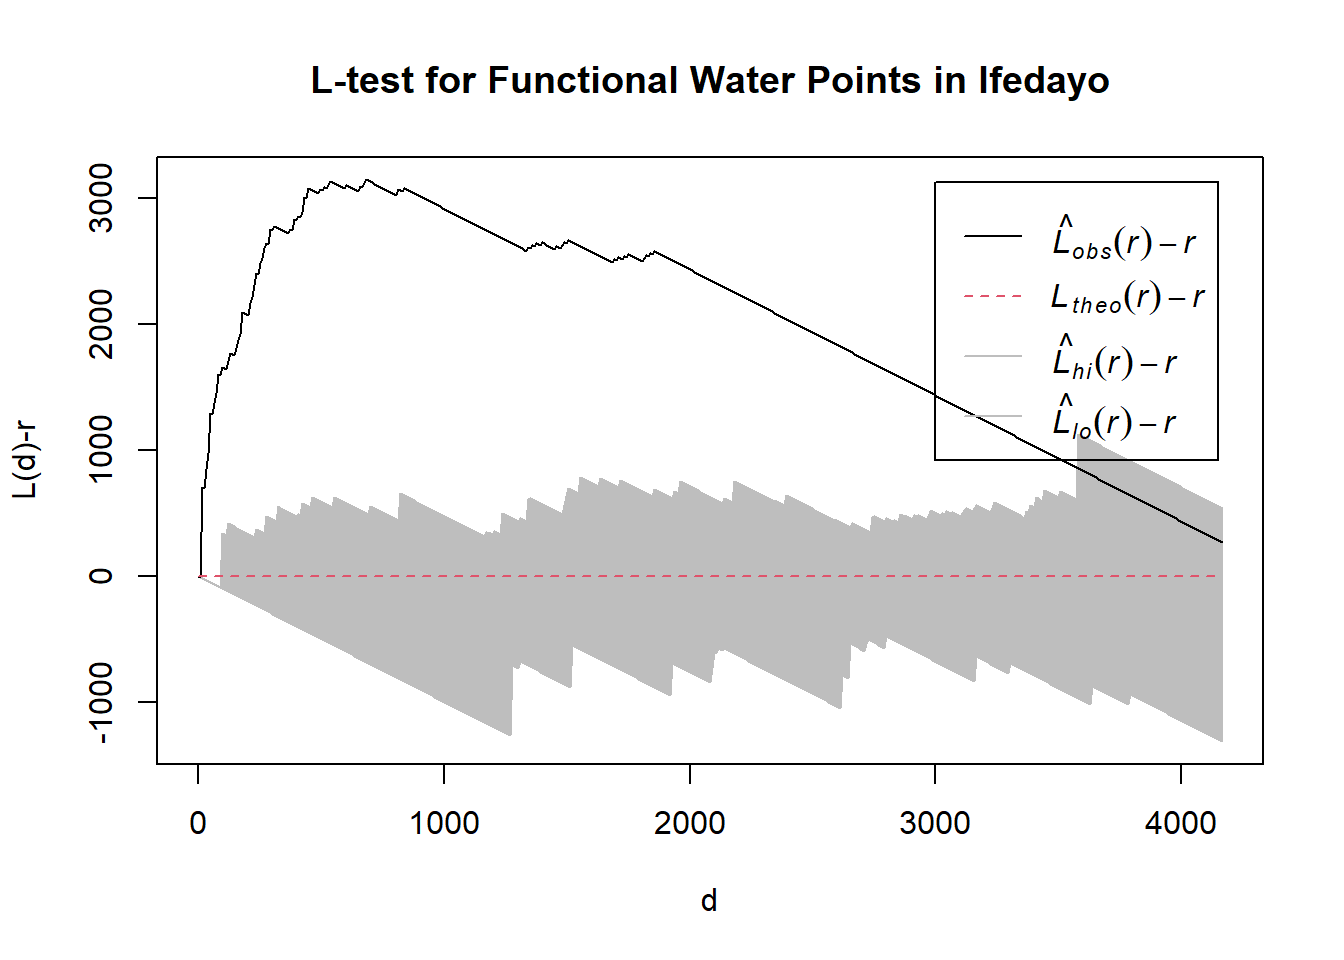 L-test for Functional Water Points in Ifedayo
L(d)-r
3000
2000
1000
0
-1000
L̂obs(r) – r
Ltheo(r) – r
L̂hi(r) – r
L̂lo(r) – r
0 1000 2000 3000 4000
d